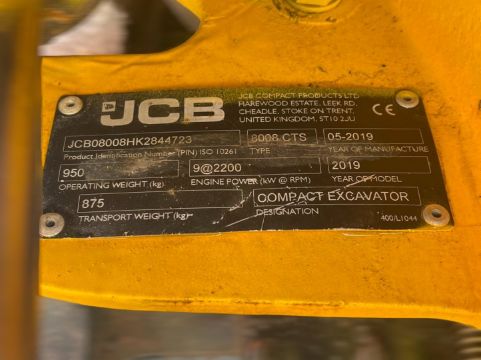 JCB
JCB COMPACT PRODUCTS LTD
HAREWOOD ESTATE, LEEK RD,
CHEADLE, STOKE ON TRENT,
UNITED KINGDOM, ST10 2JU
CE
JCB08008HK2844723 8008 CTS 05-2019
Product Identification Number (PIN) ISO 10261 TYPE YEAR OF MANUFACTURE
950 9@2200 2019
OPERATING WEIGHT (kg) ENGINE POWER (kW @ RPM) YEAR OF MODEL
875 COMPACT EXCAVATOR
TRANSPORT WEIGHT (kg) DESIGNATION
400/L1044